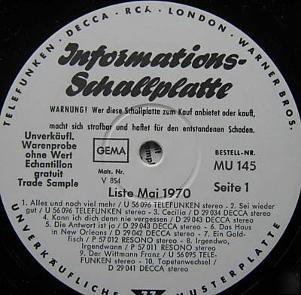 TELEFUNKEN · DECCA · RCA · LONDON · WARNER BROS.
Informations-
Schallplatte
WARNUNG! Wer diese Schallplatte zum Kauf anbietet oder kauft,
macht sich strafbar und haftet für den entstandenen Schaden.
Unverkäufl.
Warenprobe
ohne Wert
Echantillon
gratuit
Trade Sample
GEMA
Matr. Nr.
V 854
BESTELL-NR.
MU 145
Liste Mai 1970
Seite 1
1. Alles und noch viel mehr / U 56 096 TELEFUNKEN stereo - 2. Sei wieder
gut / U 56 096 TELEFUNKEN stereo - 3. Cecilia / D 29 034 DECCA stereo
4. Kann ich dich denn nie vergessen / D 29 043 DECCA stereo
5. Die Antwort ist ja / D 29 043 DECCA stereo - 6. Das Haus
in New Orleans / D 29 042 DECCA stereo - 7. Ein Gold-
fisch / P 57 012 RESONO stereo - 8. Irgendwo,
Irgendwann / P 57 011 RESONO stereo
9. Der Wittmann Franz / U 56 095 TELE-
FUNKEN stereo - 10. Tapetenwechsel /
D 29 041 DECCA stereo
UNVERKÄUFLICHE MUSTERPLATTE
77